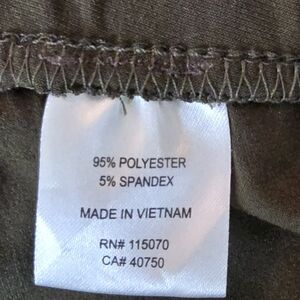 95% POLYESTER
5% SPANDEX
MADE IN VIETNAM
RN# 115070
CA# 40750